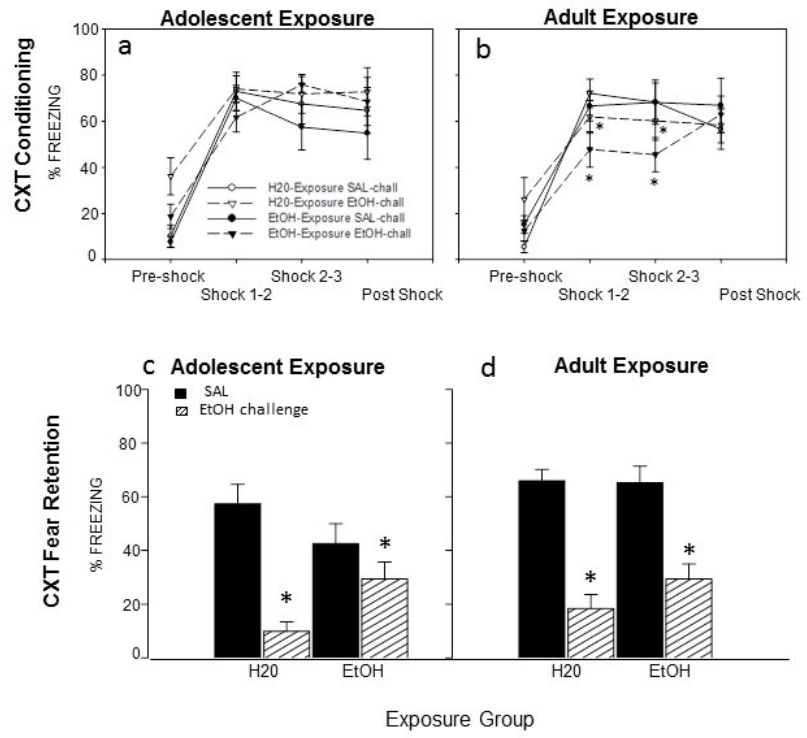 Adolescent Exposure
Adult Exposure
CXT Conditioning
% FREEZING
100
80
60
40
20
0
a
b
H20-Exposure SAL-chall
H20-Exposure EtOH-chall
EtOH-Exposure SAL-chall
EtOH-Exposure EtOH-chall
*
*
*
*
Pre-shock
Shock 2-3
Pre-shock
Shock 2-3
Shock 1-2
Post Shock
Shock 1-2
Post Shock
c Adolescent Exposure
d Adult Exposure
CXT Fear Retention
% FREEZING
100
80
60
40
20
0
SAL
EtOH challenge
*
*
*
*
H20
EtOH
H20
EtOH
Exposure Group